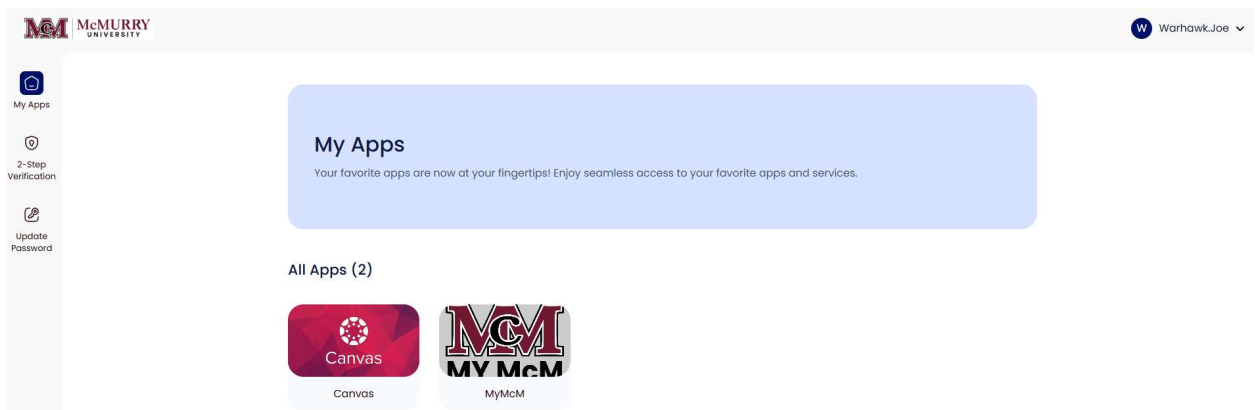 McM
McMURRY
UNIVERSITY
W
Warhawk.Joe
My Apps
2-Step
Verification
Update
Password
My Apps
Your favorite apps are now at your fingertips! Enjoy seamless access to your favorite apps and services.
All Apps (2)
Canvas
Canvas
McM
MY McM
MyMcM